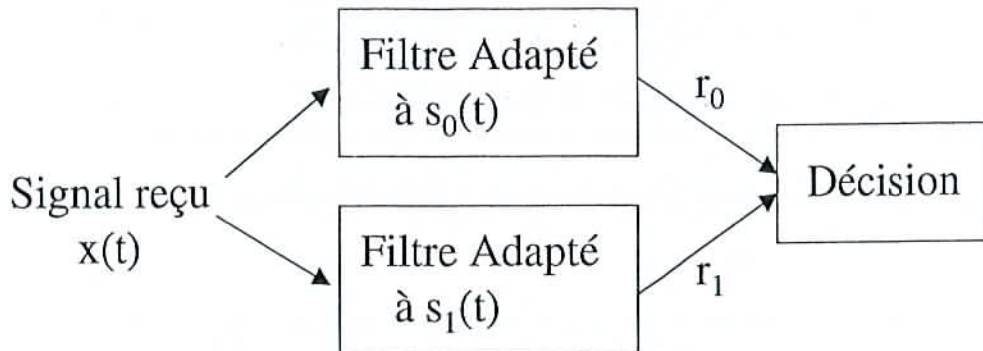 Filtre Adapté
à s₀(t)
r₀
Signal reçu
x(t)
Décision
Filtre Adapté
à s₁(t)
r₁